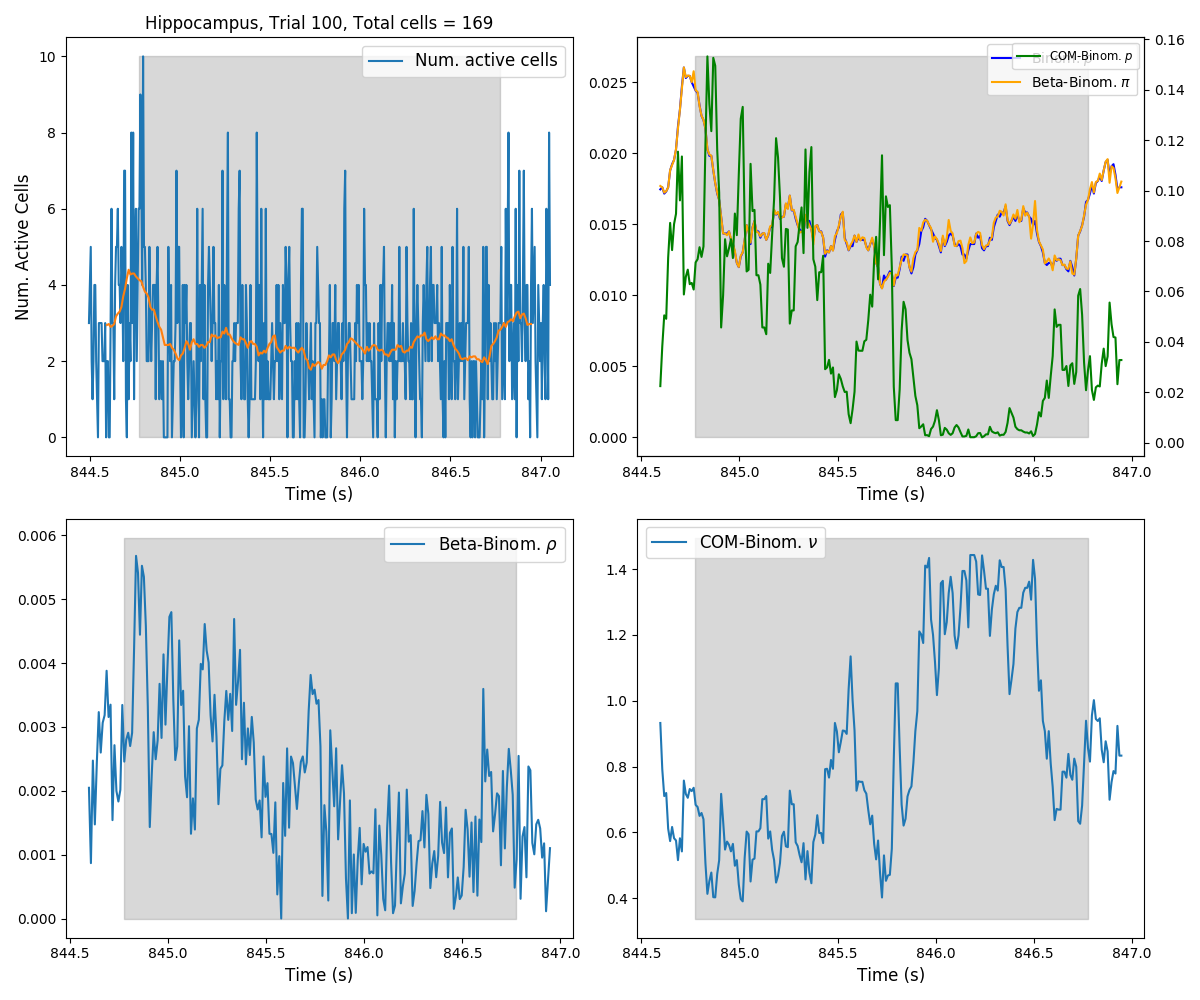 Hippocampus, Trial 100, Total cells = 169
Num. active cells
Num. Active Cells
10
8
6
4
2
0
844.5 845.0 845.5 846.0 846.5 847.0
Time (s)
COM-Binom. p
Beta-Binom. π
0.025
0.020
0.015
0.010
0.005
0.000
0.16
0.14
0.12
0.10
0.08
0.06
0.04
0.02
0.00
844.5 845.0 845.5 846.0 846.5 847.0
Time (s)
Beta-Binom. ρ
0.006
0.005
0.004
0.003
0.002
0.001
0.000
844.5 845.0 845.5 846.0 846.5 847.0
Time (s)
COM-Binom. ν
1.4
1.2
1.0
0.8
0.6
0.4
844.5 845.0 845.5 846.0 846.5 847.0
Time (s)